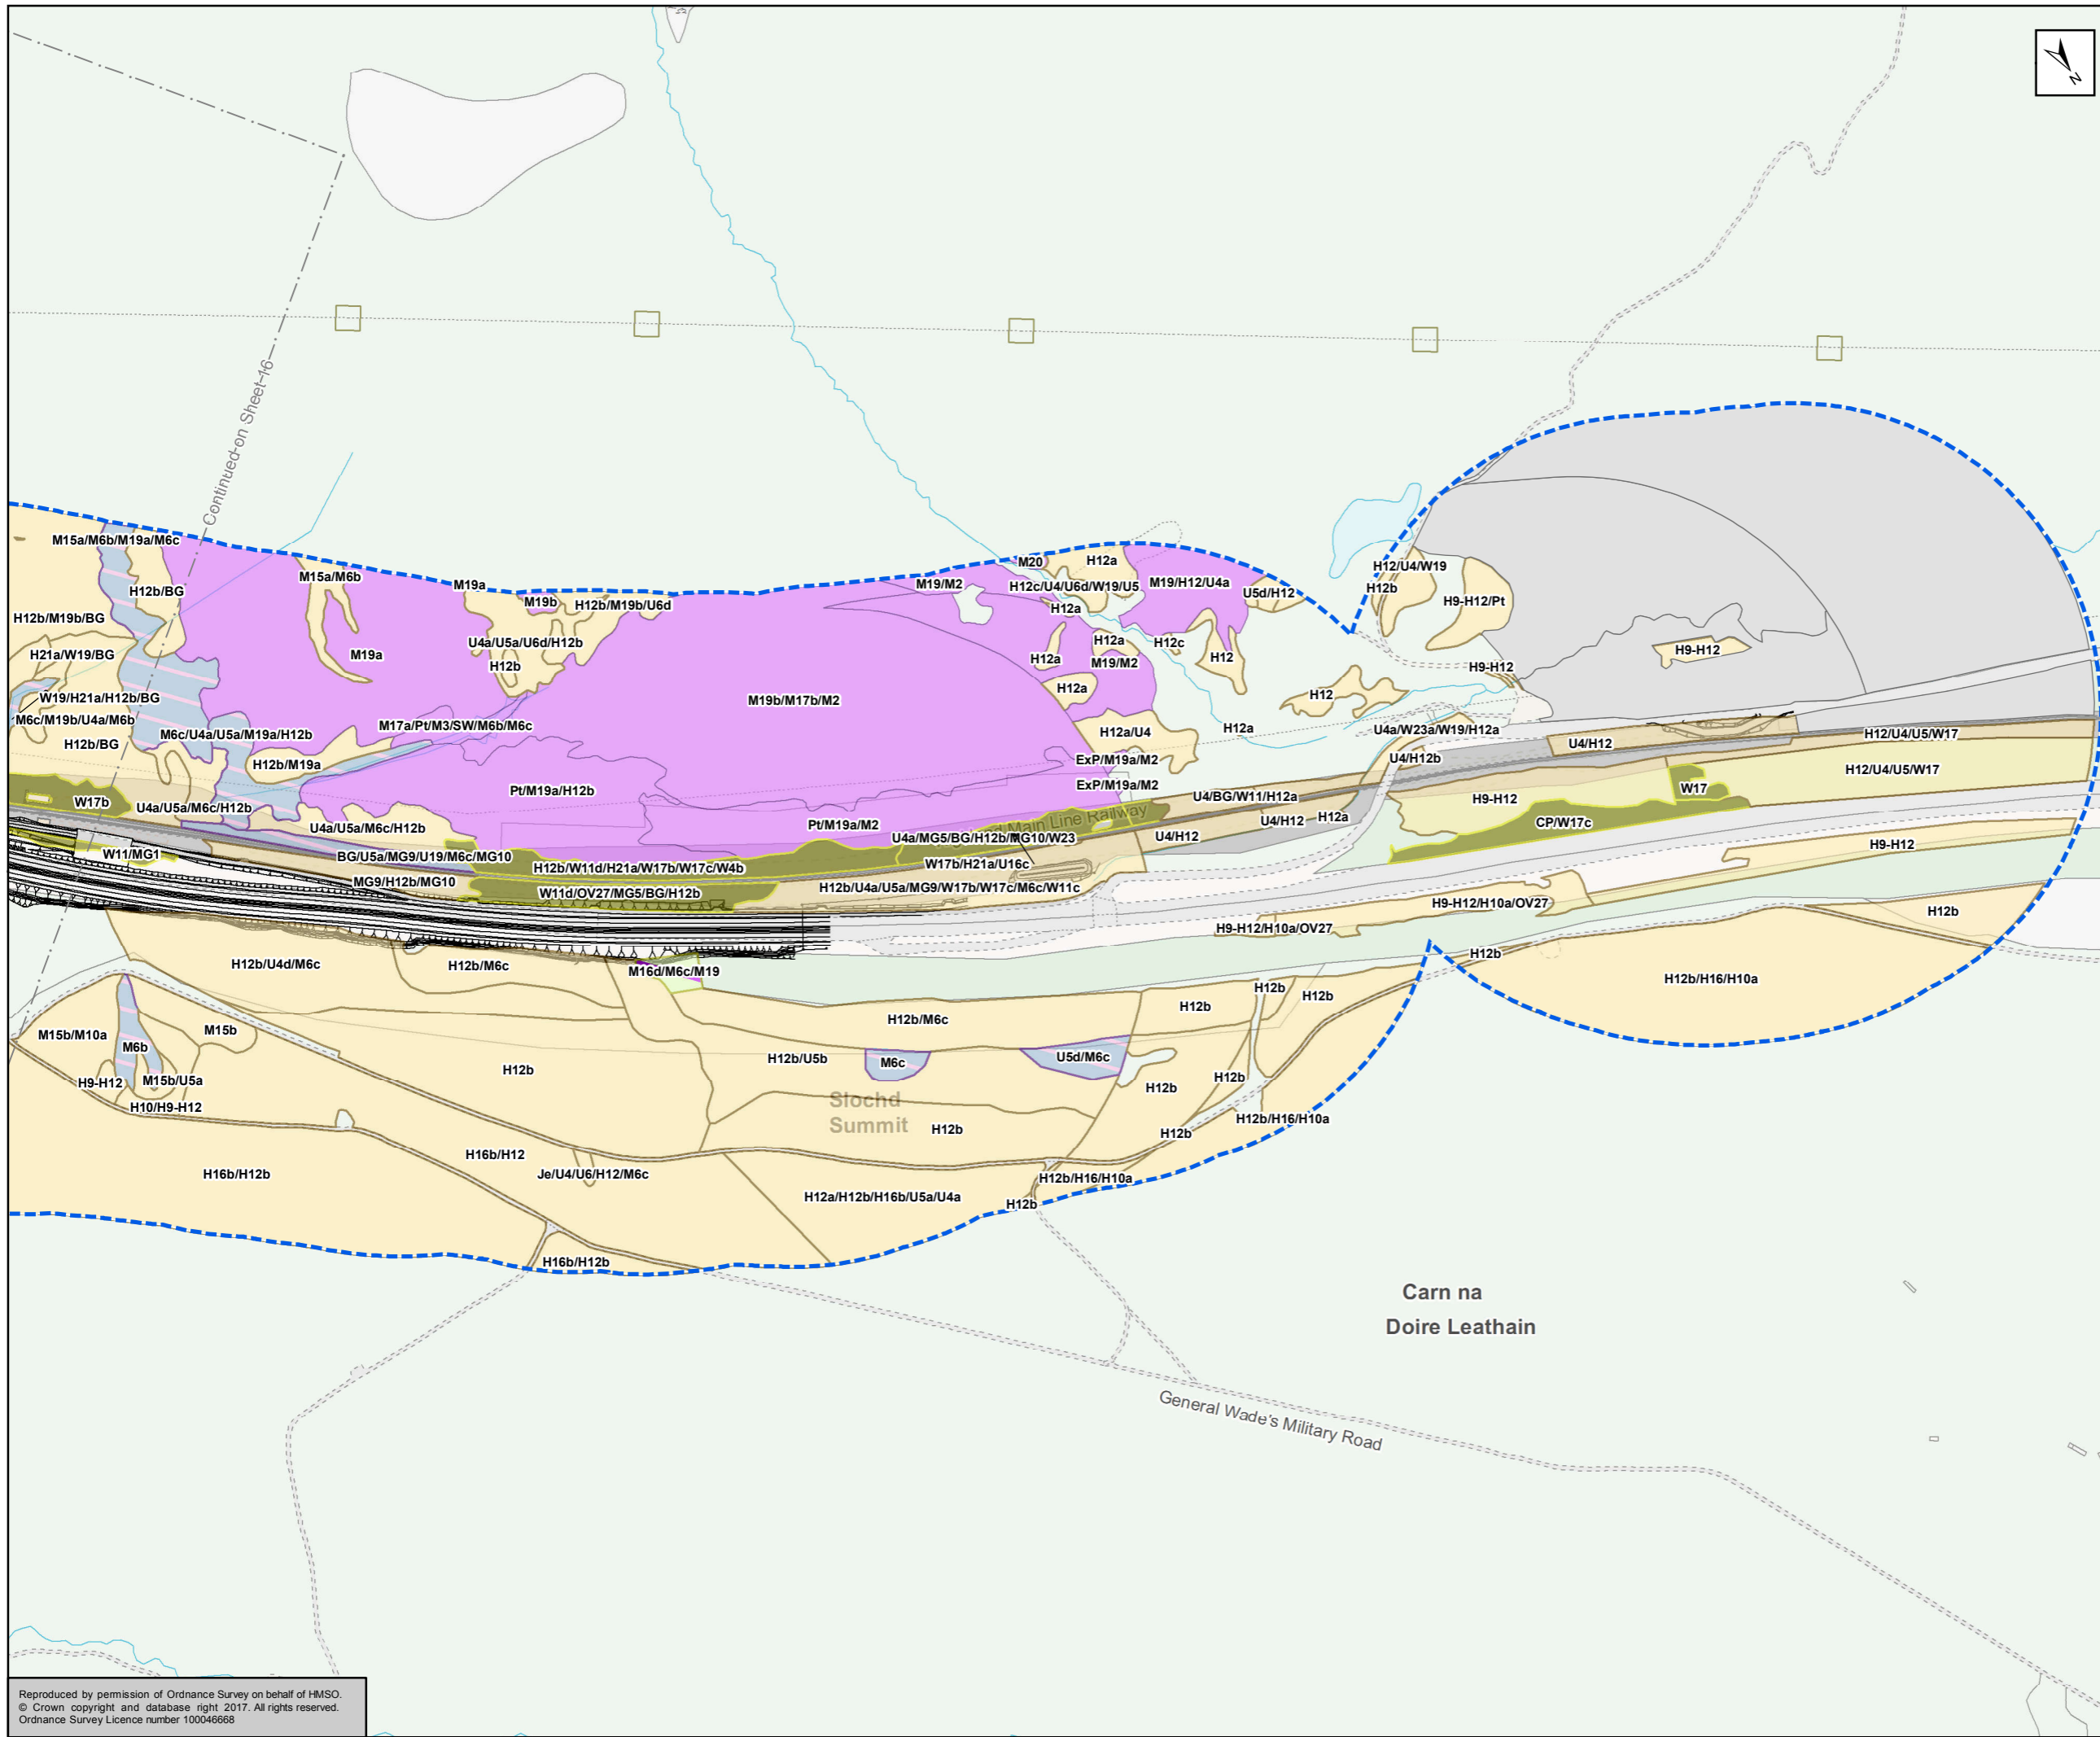 N
Continued on Sheet 16
M15a/M6b/M19a/M6c
M15a/M6b
M19a
M19/M2
M20
H12a
H12c/U4/U6d/W19/U5
M19/H12/U4a
U5d/H12
H12/U4/W19
H12b
H9-H12/Pt
H12b/BG
M19b
H12b/M19b/U6d
H12a
H12b/M19b/BG
H21a/W19/BG
M19a
U4a/U5a/U6d/H12b
H12b
H12a
H12c
H12a
M19/M2
H12
H9-H12
H9-H12
W19/H21a/H12b/BG
M6c/M19b/U4a/M6b
H12b/BG
M6c/U4a/U5a/M19a/H12b
M17a/Pt/M3/SW/M6b/M6c
M19b/M17b/M2
H12a
H12
H12a/U4
H12a
U4a/W23a/W19/H12a
U4/H12
H12/U4/U5/W17
H12b/M19a
ExP/M19a/M2
U4/H12b
H12/U4/U5/W17
Pt/M19a/H12b
ExP/M19a/M2
W17
W17b
U4a/U5a/M6c/H12b
U4/BG/W11/H12a
H9-H12
U4a/U5a/M6c/H12b
Pt/M19a/M2
Main Line Railway
U4/H12
H12a
CP/W17c
U4a/MG5/BG/H12b/MG10/W23
U4/H12
W11/MG1
BG/U5a/MG9/U19/M6c/MG10
H12b/W11d/H21a/W17b/W17c/W4b
W17b/H21a/U16c
H9-H12
MG9/H12b/MG10
W11d/OV27/MG5/BG/H12b
H12b/U4a/U5a/MG9/W17b/W17c/M6c/W11c
H9-H12/H10a/OV27
H12b
H9-H12/H10a/OV27
H12b/U4d/M6c
H12b/M6c
M16d/M6c/M19
H12b
H12b/H16/H10a
H12b
H12b
H12b
H12b/M6c
M15b/M10a
M6b
M15b
H12b
H12b/U5b
M6c
U5d/M6c
H12b
H12b
H9-H12
M15b/U5a
H10/H9-H12
Slochd
Summit
H12b
H12b
H12b/H16/H10a
H16b/H12b
H16b/H12
Je/U4/U6/H12/M6c
H12a/H12b/H16b/U5a/U4a
H12b/H16/H10a
H12b
H16b/H12b
Carn na
Doire Leathain
General Wade's Military Road
Reproduced by permission of Ordnance Survey on behalf of HMSO.
© Crown copyright and database right 2017. All rights reserved.
Ordnance Survey Licence number 100046668